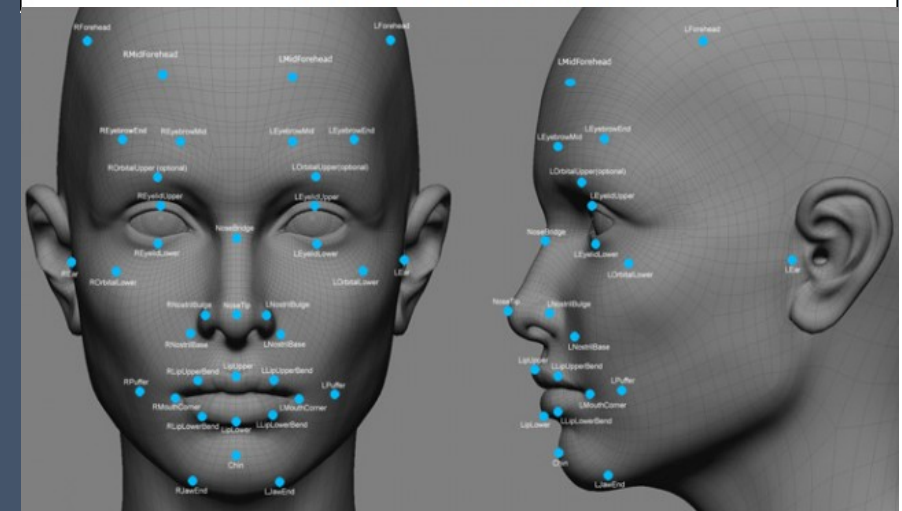 RForehead
LForehead
RMidForehead
LMidForehead
REyebrowEnd
REyebrowMid
LEyebrowMid
LEyebrowEnd
ROrbitalUpper (optional)
LOrbitalUpper(optional)
REyelidUpper
LEyelidUpper
NoseBridge
REyelidLower
LEyelidLower
REar
ROrbitalLower
LOrbitalLower
LEar
RNostrilBulge
NoseTip
LNostrilBulge
RNostrilBase
LNostrilBase
LipUpper
RLipUpperBend
LLipUpperBend
RPuffer
LPuffer
RMouthCorner
LMouthCorner
RLipLowerBend
LipLower
LLipLowerBend
Chin
RJawEnd
LJawEnd
LForehead
LMidForehead
LEyebrowMid
LEyebrowEnd
LOrbitalUpper(optional)
LEyelidUpper
NoseBridge
LEyelidLower
LOrbitalLower
LEar
NoseTip
LNostrilBulge
LNostrilBase
LipUpper
LLipUpperBend
LPuffer
LMouthCorner
LipLower
LLipLowerBend
Chin
LJawEnd